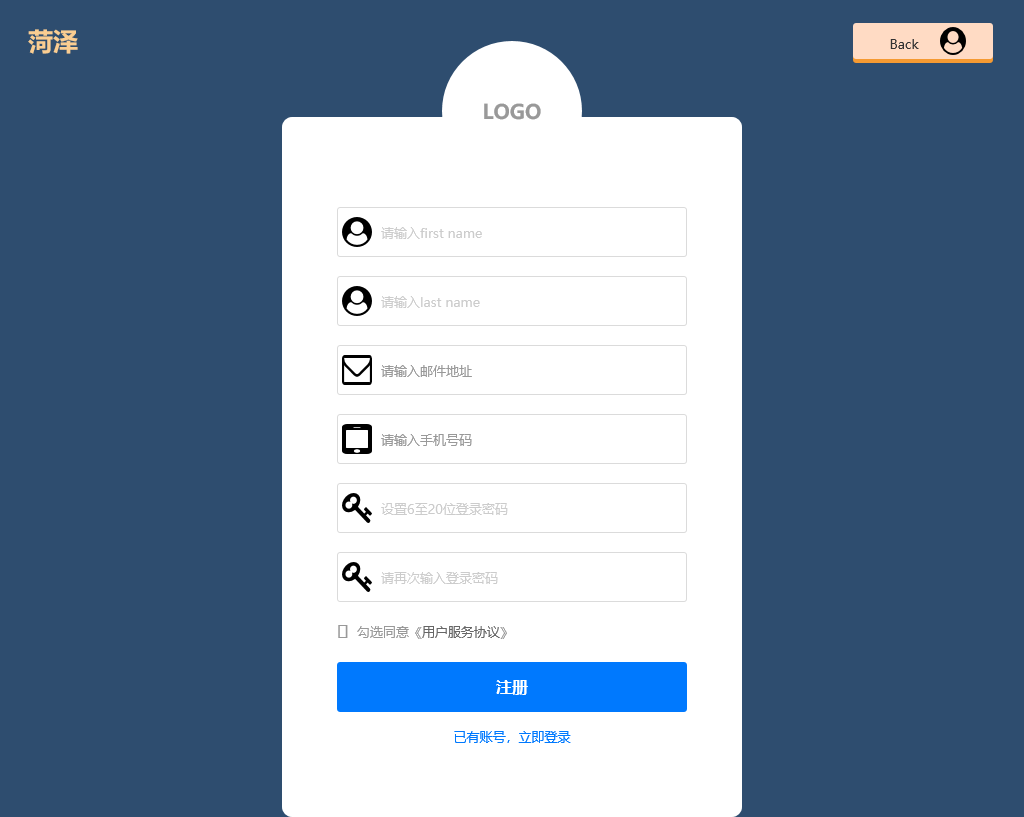 菏泽
Back
LOGO
请输入first name
请输入last name
请输入邮件地址
请输入手机号码
设置6至20位登录密码
请再次输入登录密码
勾选同意《用户服务协议》
注册
已有账号，立即登录